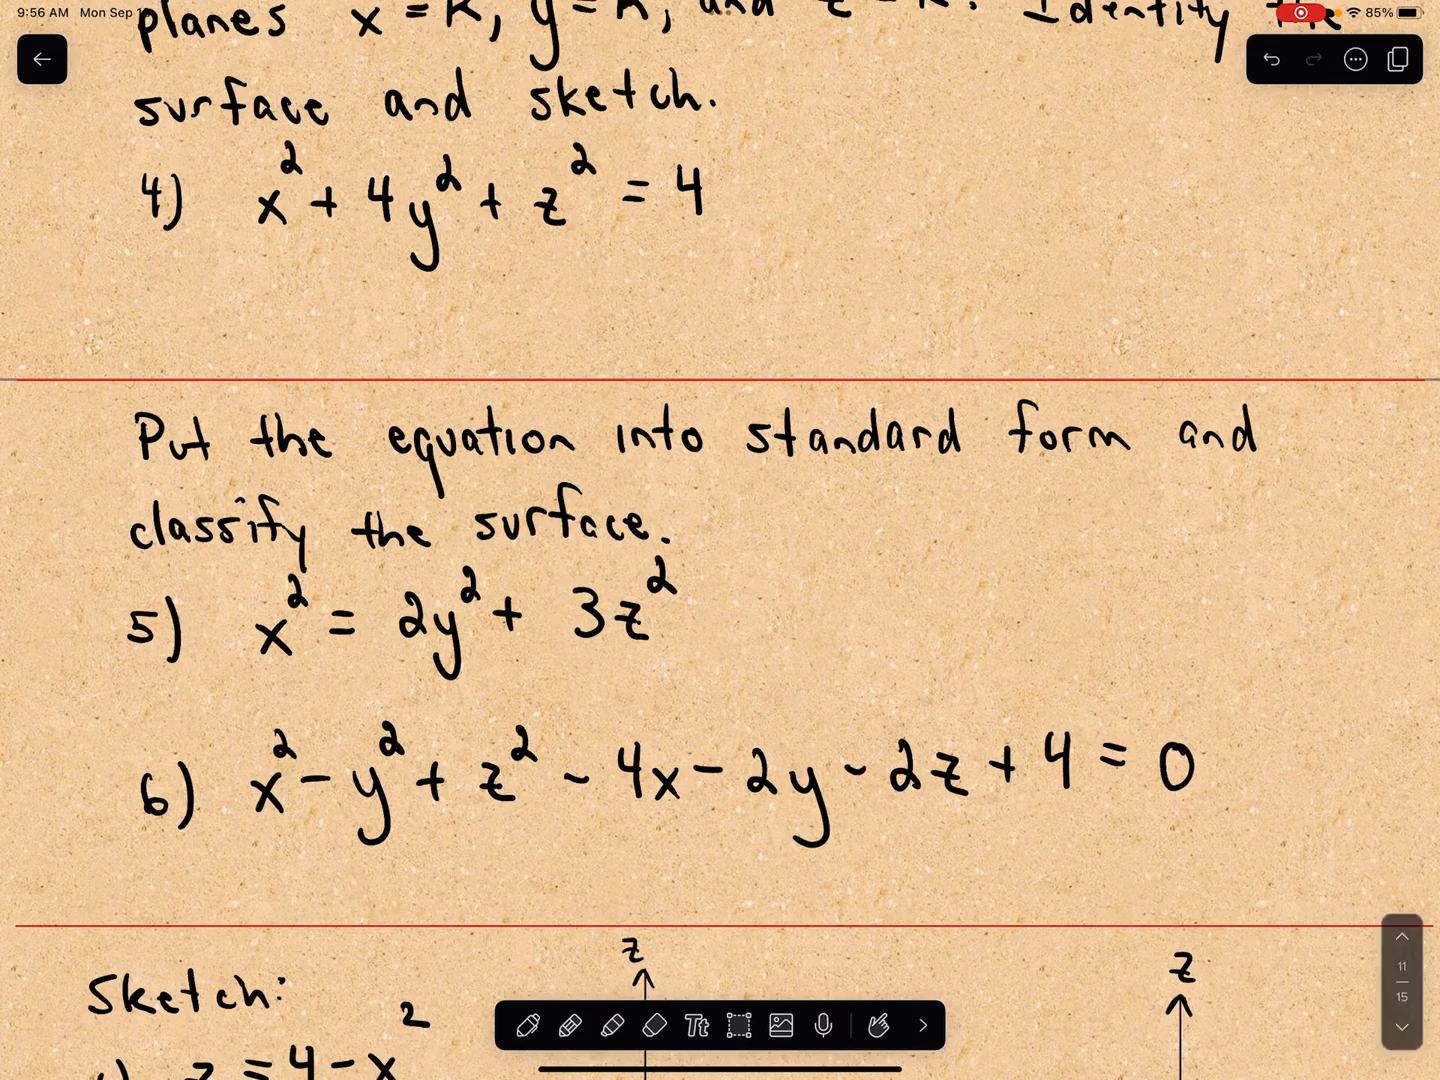 9:56 AM Mon Sep 85%
planes x = K, y = K, and z = K. Identify the
surface and sketch.
4) x² + 4y² + z² = 4
Put the equation into standard form and
classify the surface.
5) x² = 2y² + 3z²
6) x² - y² + z² - 4x - 2y - 2z + 4 = 0
Sketch:
z
z
z = 4 - x²
Tt
11
15